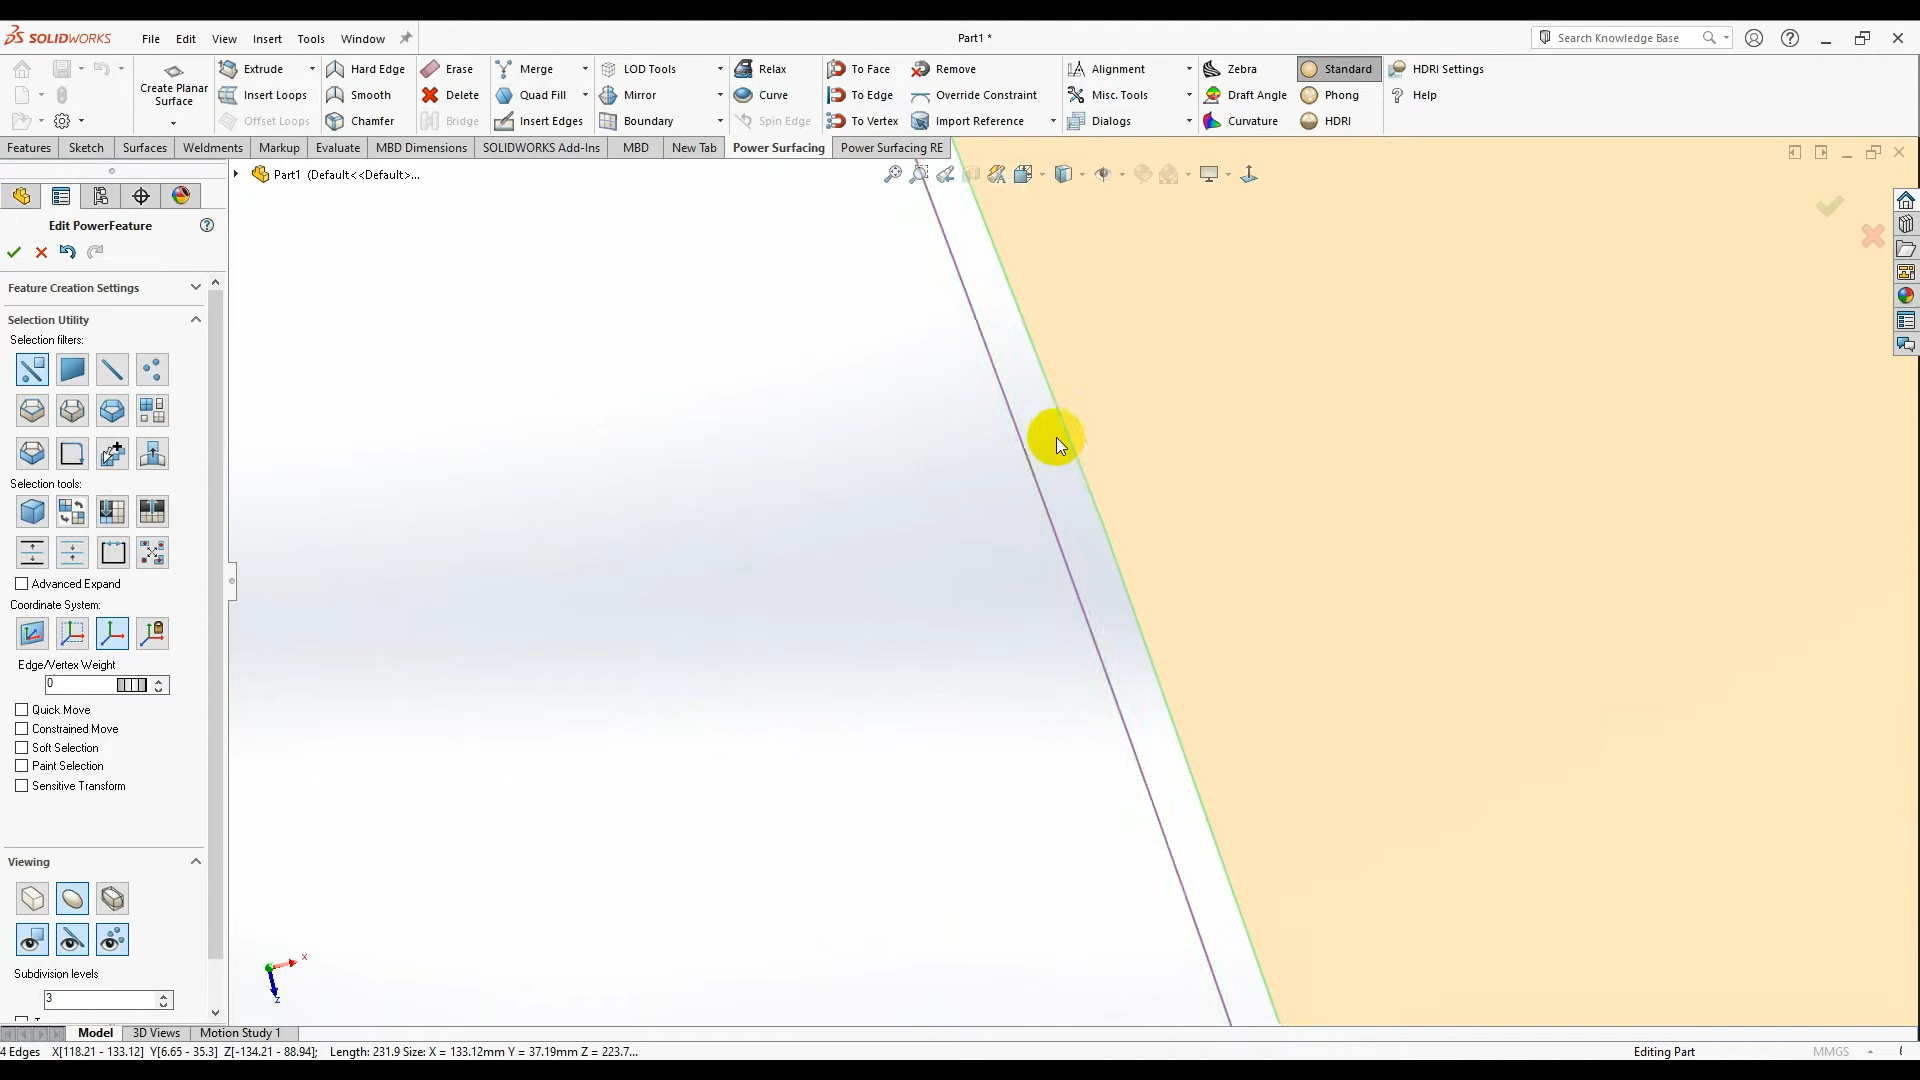 SOLIDWORKS
File Edit View Insert Tools Window
Part1 *
Search Knowledge Base
Create Planar Surface
Extrude
Insert Loops
Offset Loops
Hard Edge
Smooth
Chamfer
Erase
Delete
Bridge
Merge
Quad Fill
Insert Edges
LOD Tools
Mirror
Boundary
Relax
Curve
Spin Edge
To Face
To Edge
To Vertex
Remove
Override Constraint
Import Reference
Alignment
Misc. Tools
Dialogs
Zebra
Draft Angle
Curvature
Standard
Phong
HDRI
HDRI Settings
Help
Features Sketch Surfaces Weldments Markup Evaluate MBD Dimensions SOLIDWORKS Add-Ins MBD New Tab Power Surfacing Power Surfacing RE
Part1 (Default<<Default>...
Edit PowerFeature
Feature Creation Settings
Selection Utility
Selection filters:
Selection tools:
Advanced Expand
Coordinate System:
Edge/Vertex Weight
0
Quick Move
Constrained Move
Soft Selection
Paint Selection
Sensitive Transform
Viewing
Subdivision levels
3
x
z
Model 3D Views Motion Study 1
4 Edges X[118.21 - 133.12] Y[6.65 - 35.3] Z[-134.21 - 88.94]; Length: 231.9 Size: X = 133.12mm Y = 37.19mm Z = 223.7...
Editing Part
MMGS